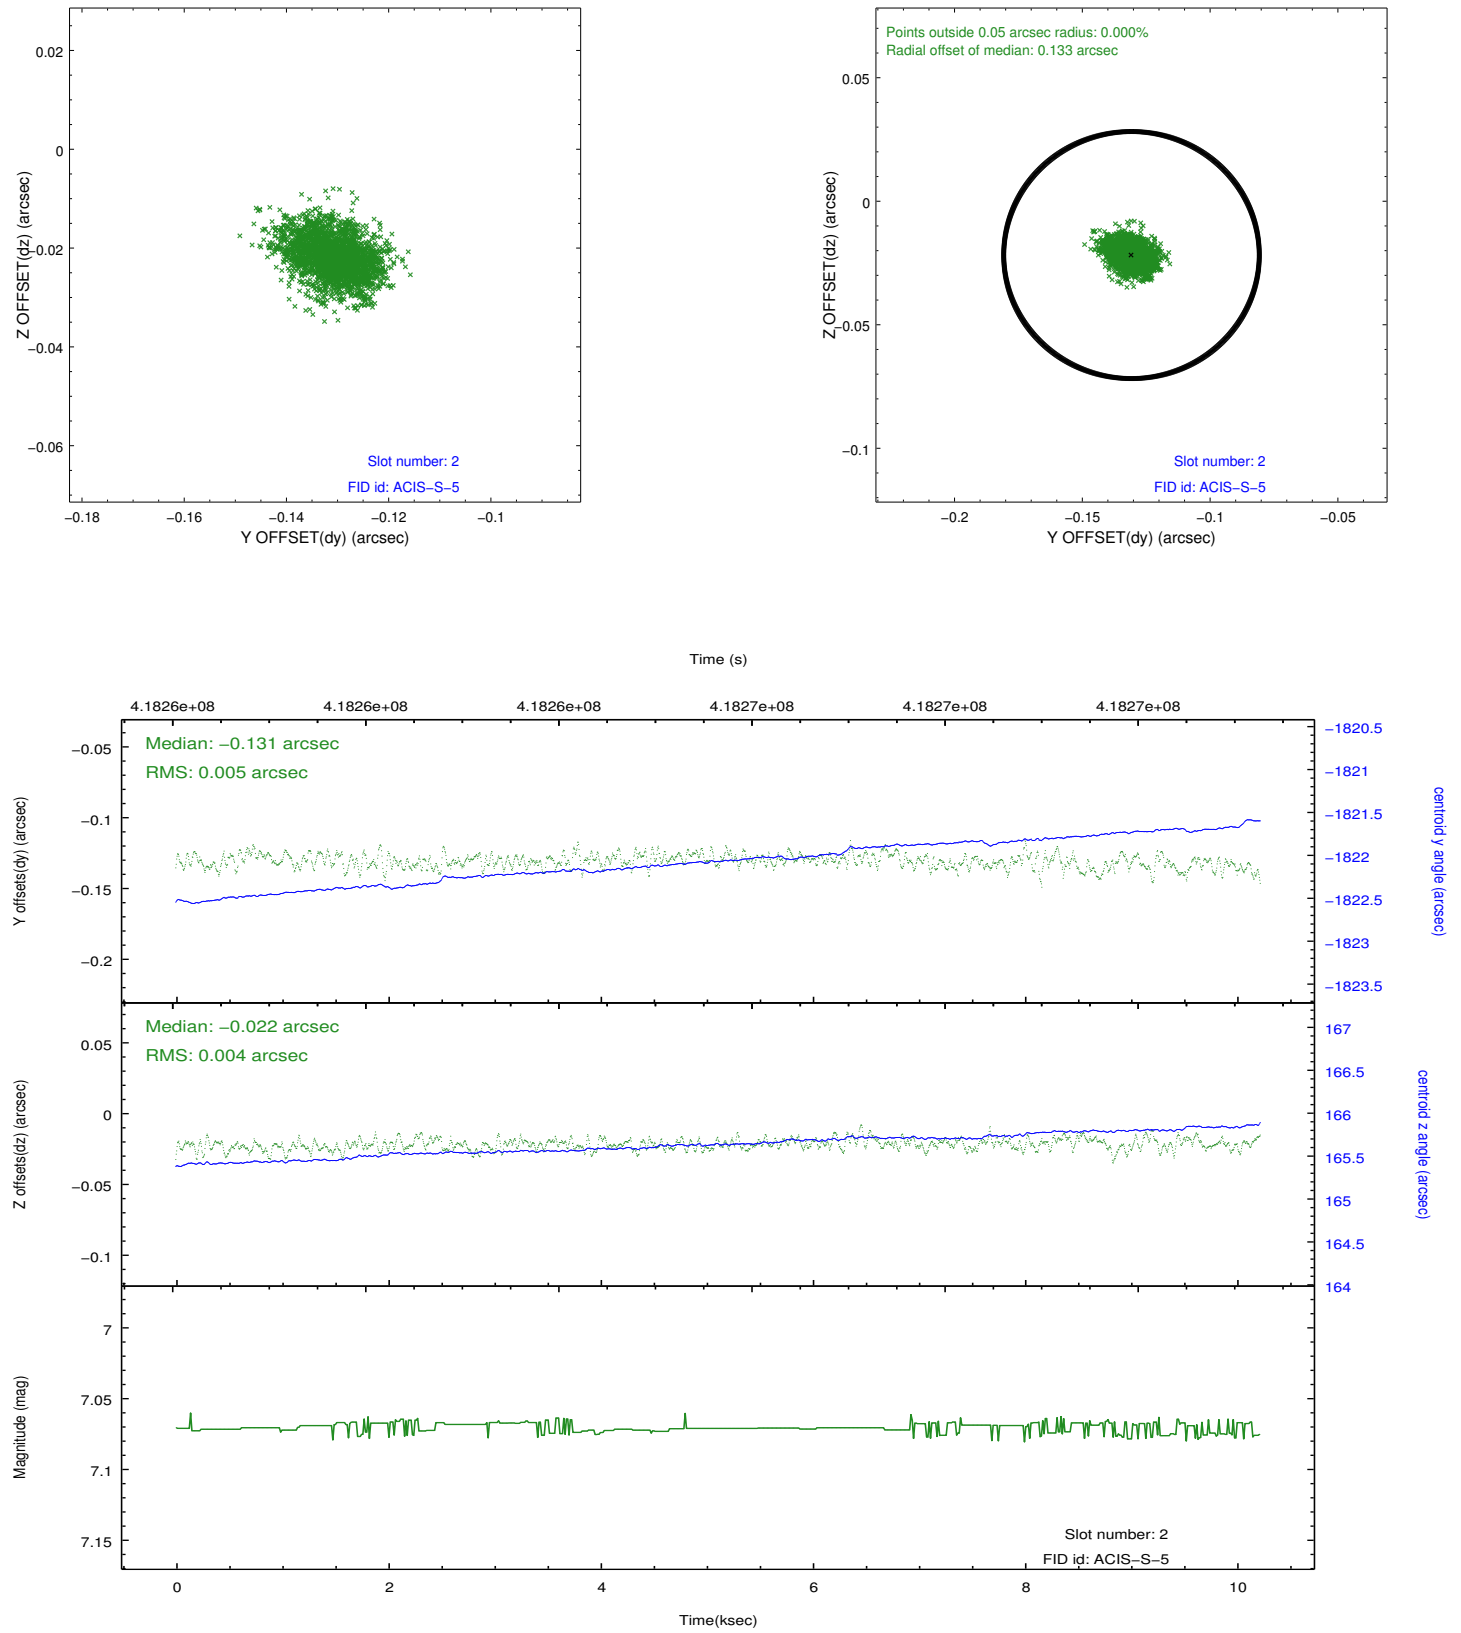 0.02
0
−0.02
−0.04
−0.06
Z OFFSET(dz) (arcsec)
Slot number: 2
FID id: ACIS−S−5
−0.18
−0.16
−0.14
−0.12
−0.1
Y OFFSET(dy) (arcsec)
Points outside 0.05 arcsec radius: 0.000%
Radial offset of median: 0.133 arcsec
0.05
0
−0.05
−0.1
Z OFFSET(dz) (arcsec)
Slot number: 2
FID id: ACIS−S−5
−0.2
−0.15
−0.1
−0.05
Y OFFSET(dy) (arcsec)
Time (s)
4.1826e+08
4.1826e+08
4.1826e+08
4.1827e+08
4.1827e+08
4.1827e+08
Median: −0.131 arcsec
RMS: 0.005 arcsec
−0.05
−0.1
−0.15
−0.2
Y offsets(dy) (arcsec)
−1820.5
−1821
−1821.5
−1822
−1822.5
−1823
−1823.5
centroid y angle (arcsec)
Median: −0.022 arcsec
RMS: 0.004 arcsec
0.05
0
−0.05
−0.1
Z offsets(dz) (arcsec)
167
166.5
166
165.5
165
164.5
164
centroid z angle (arcsec)
7
7.05
7.1
7.15
Magnitude (mag)
Slot number: 2
FID id: ACIS−S−5
0
2
4
6
8
10
Time(ksec)